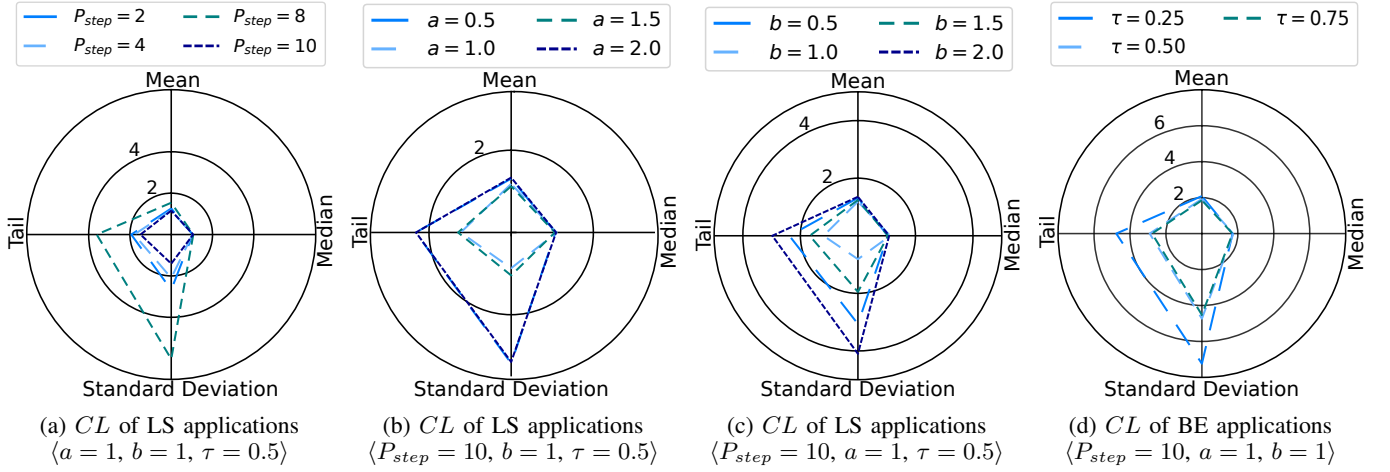 P_step = 2 P_step = 8
P_step = 4 P_step = 10
Mean
4
2
Tail
Median
Standard Deviation
(a) CL of LS applications
⟨a = 1, b = 1, τ = 0.5⟩
a = 0.5 a = 1.5
a = 1.0 a = 2.0
Mean
2
Tail
Median
Standard Deviation
(b) CL of LS applications
⟨P_step = 10, b = 1, τ = 0.5⟩
b = 0.5 b = 1.5
b = 1.0 b = 2.0
Mean
4
2
Tail
Median
Standard Deviation
(c) CL of LS applications
⟨P_step = 10, a = 1, τ = 0.5⟩
τ = 0.25 τ = 0.75
τ = 0.50
Mean
6
4
2
Tail
Median
Standard Deviation
(d) CL of BE applications
⟨P_step = 10, a = 1, b = 1⟩